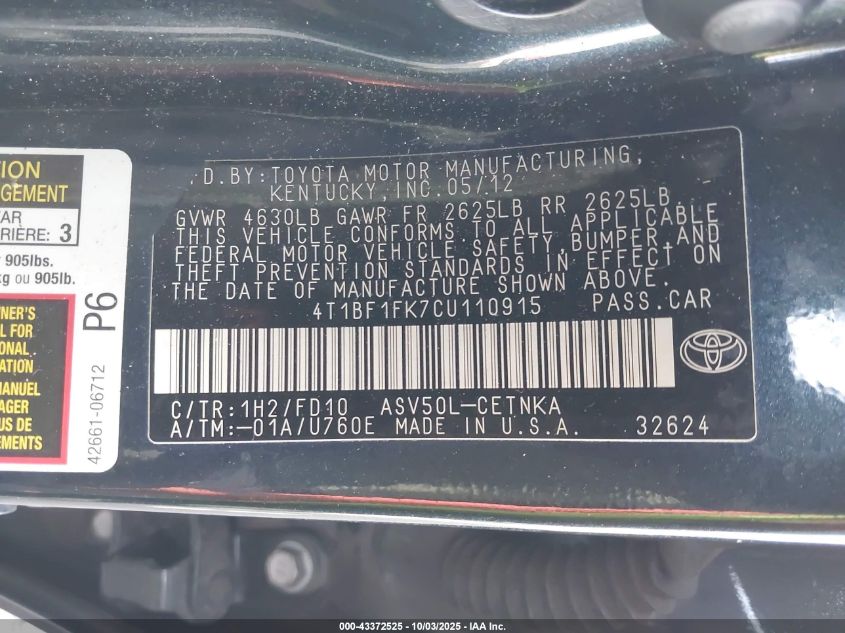 TION
AGEMENT
AR
RIÈRE: 3
905lbs.
kg ou 905lb.
P6
NER'S
L FOR
ONAL
ATION
MANUEL
AGER
US DE
EMENTS
42661-06712
D. BY: TOYOTA MOTOR MANUFACTURING,
KENTUCKY, INC. 05/12
GVWR 4630LB GAWR FR 2625LB RR 2625LB
THIS VEHICLE CONFORMS TO ALL APPLICABLE
FEDERAL MOTOR VEHICLE SAFETY, BUMPER, AND
THEFT PREVENTION STANDARDS IN EFFECT ON
THE DATE OF MANUFACTURE SHOWN ABOVE.
4T1BF1FK7CU110915 PASS.CAR
C/TR:1H2/FD10 ASV50L-CETNKA
A/TM:-01A/U760E MADE IN U.S.A. 32624
000-43372525 - 10/03/2025 - IAA Inc.